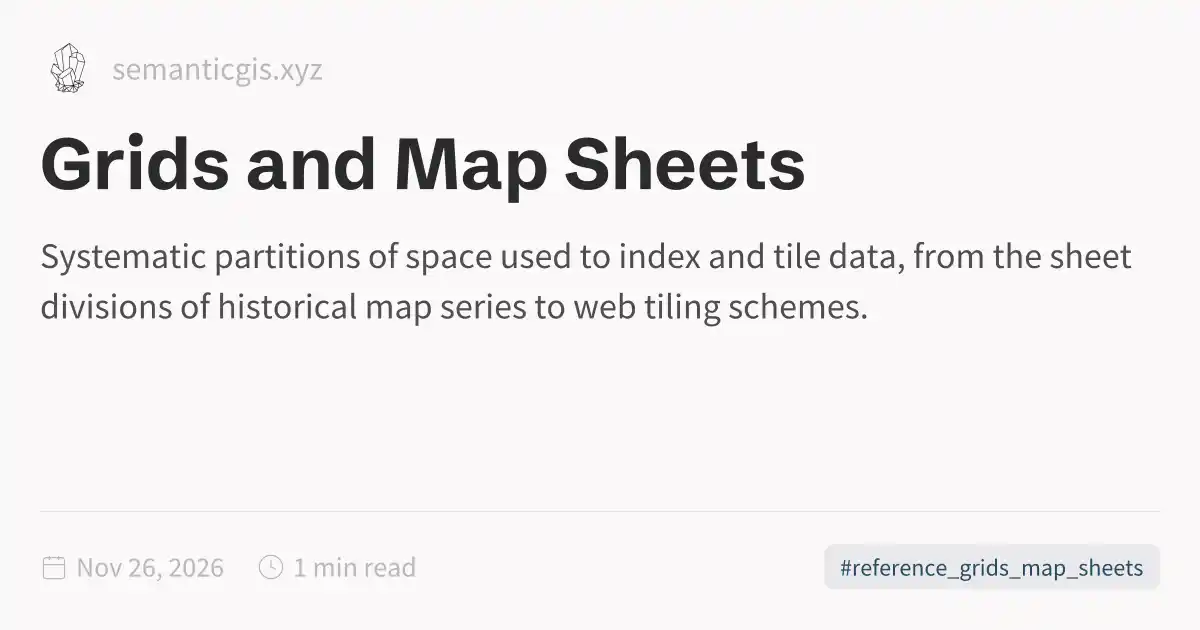 semanticgis.xyz
Grids and Map Sheets
Systematic partitions of space used to index and tile data, from the sheet
divisions of historical map series to web tiling schemes.
Nov 26, 2026 1 min read #reference_grids_map_sheets